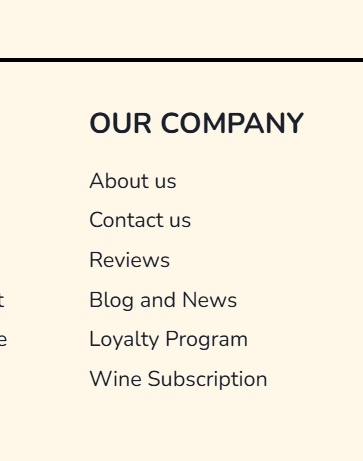 OUR COMPANY
About us
Contact us
Reviews
Blog and News
Loyalty Program
Wine Subscription